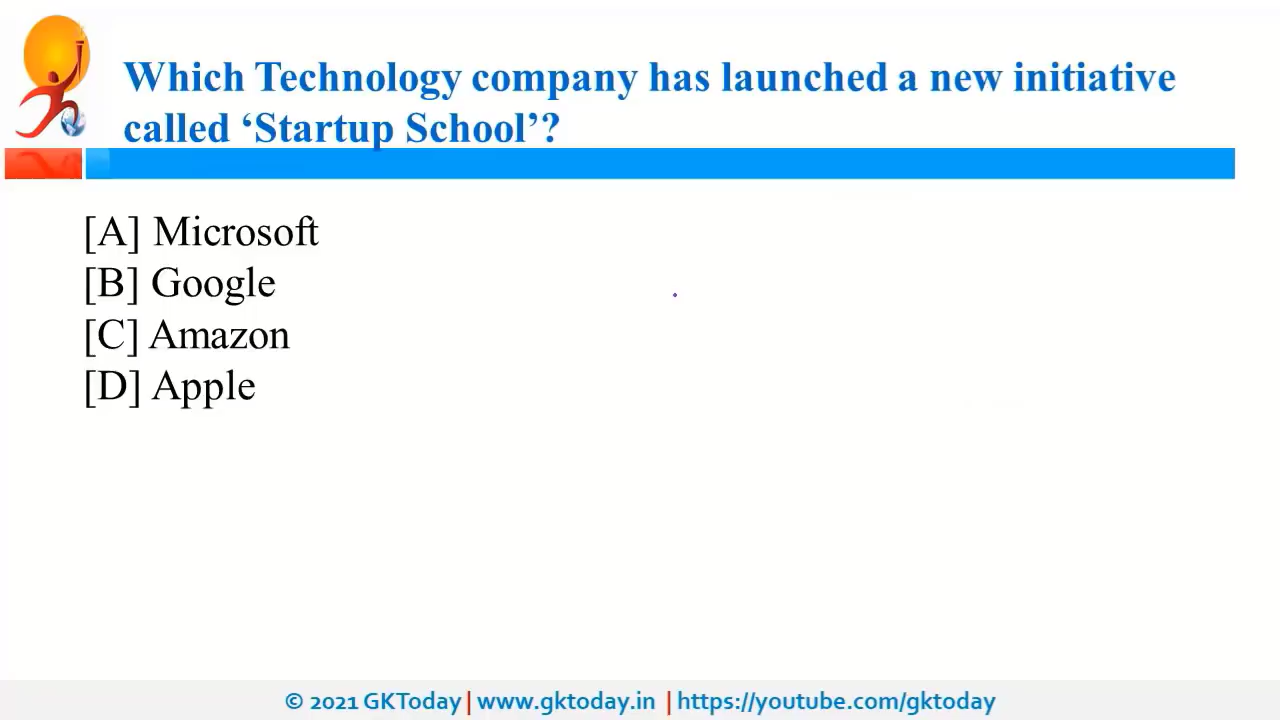 Which Technology company has launched a new initiative
called ‘Startup School’?
[A] Microsoft
[B] Google
[C] Amazon
[D] Apple
© 2021 GKToday | www.gktoday.in | https://youtube.com/gktoday